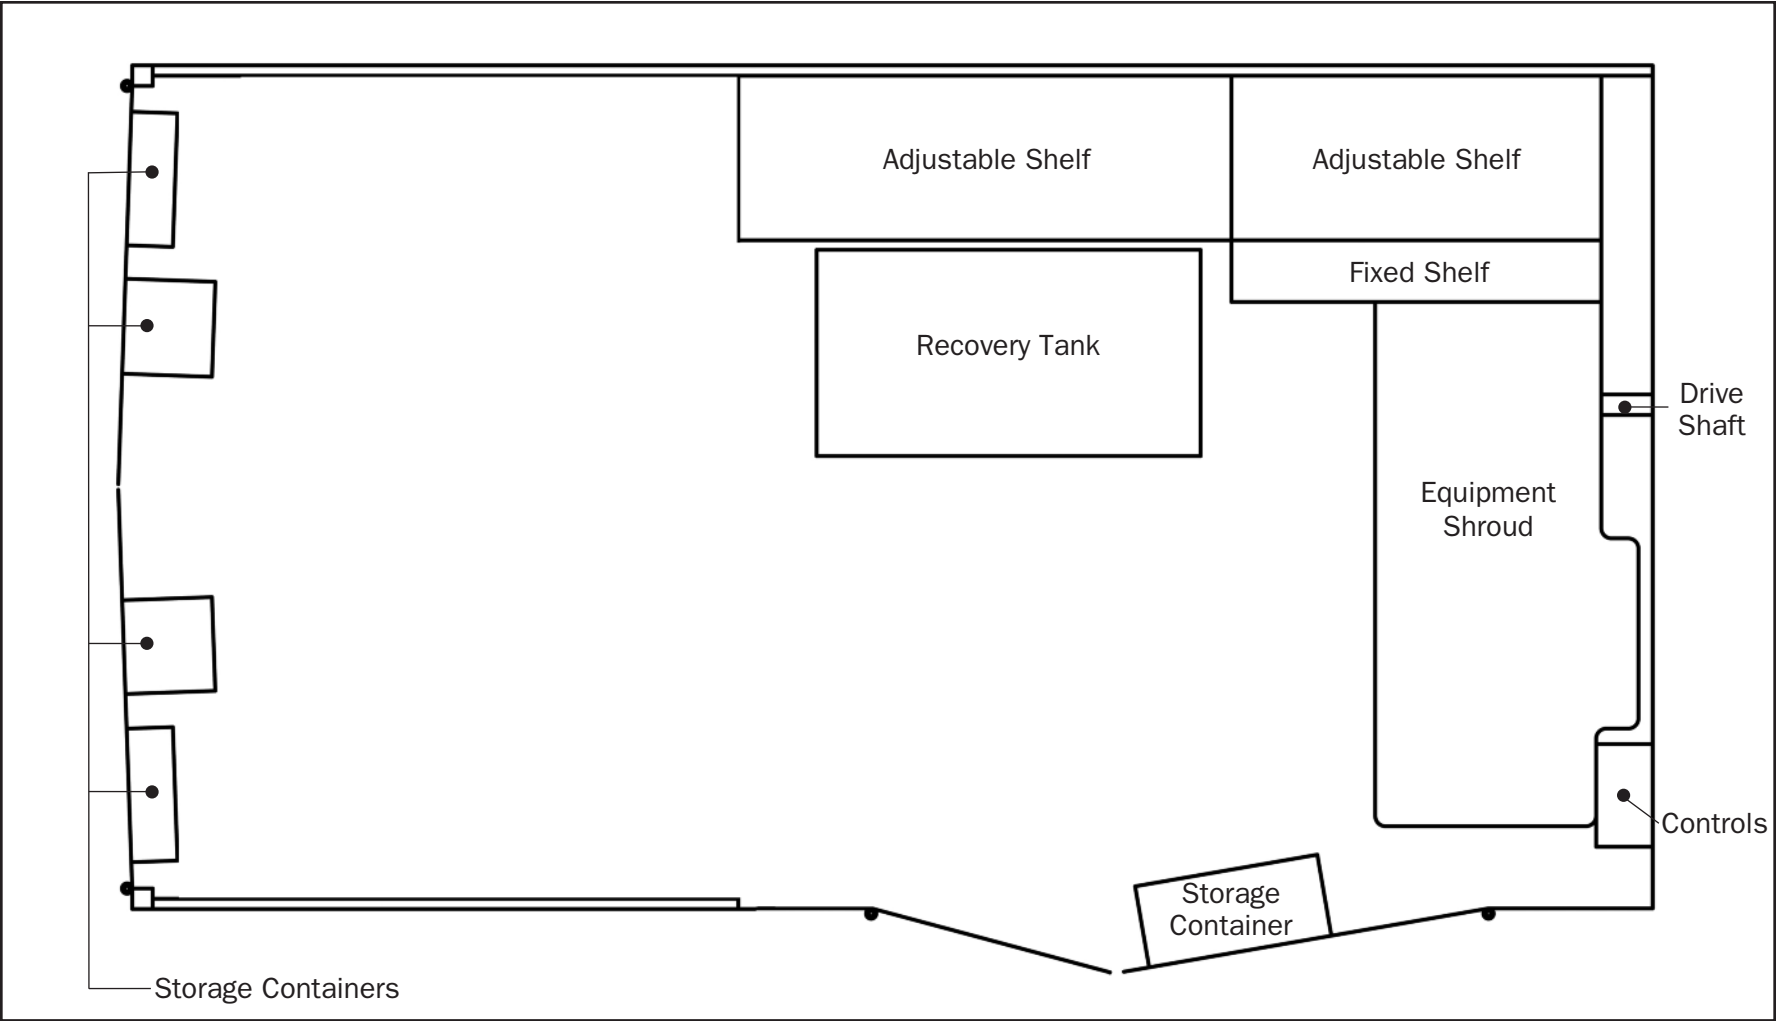 Adjustable Shelf
Adjustable Shelf
Fixed Shelf
Recovery Tank
Drive
Shaft
Equipment
Shroud
Controls
Storage
Container
Storage Containers